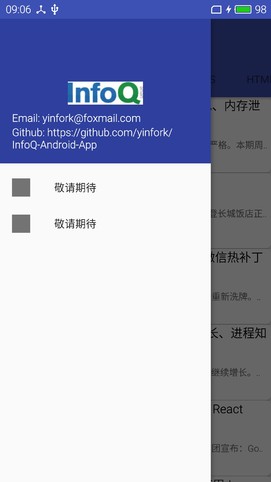 09:06
98
InfoQ
Email: yinfork@foxmail.com
Github: https://github.com/yinfork/
InfoQ-Android-App
敬请期待
敬请期待
HTM
、内存泄
严格。本期周..
长城饭店正..
微信热补丁
重新洗牌。..
长、进程知
继续增长。..
React
团宣布：Go..